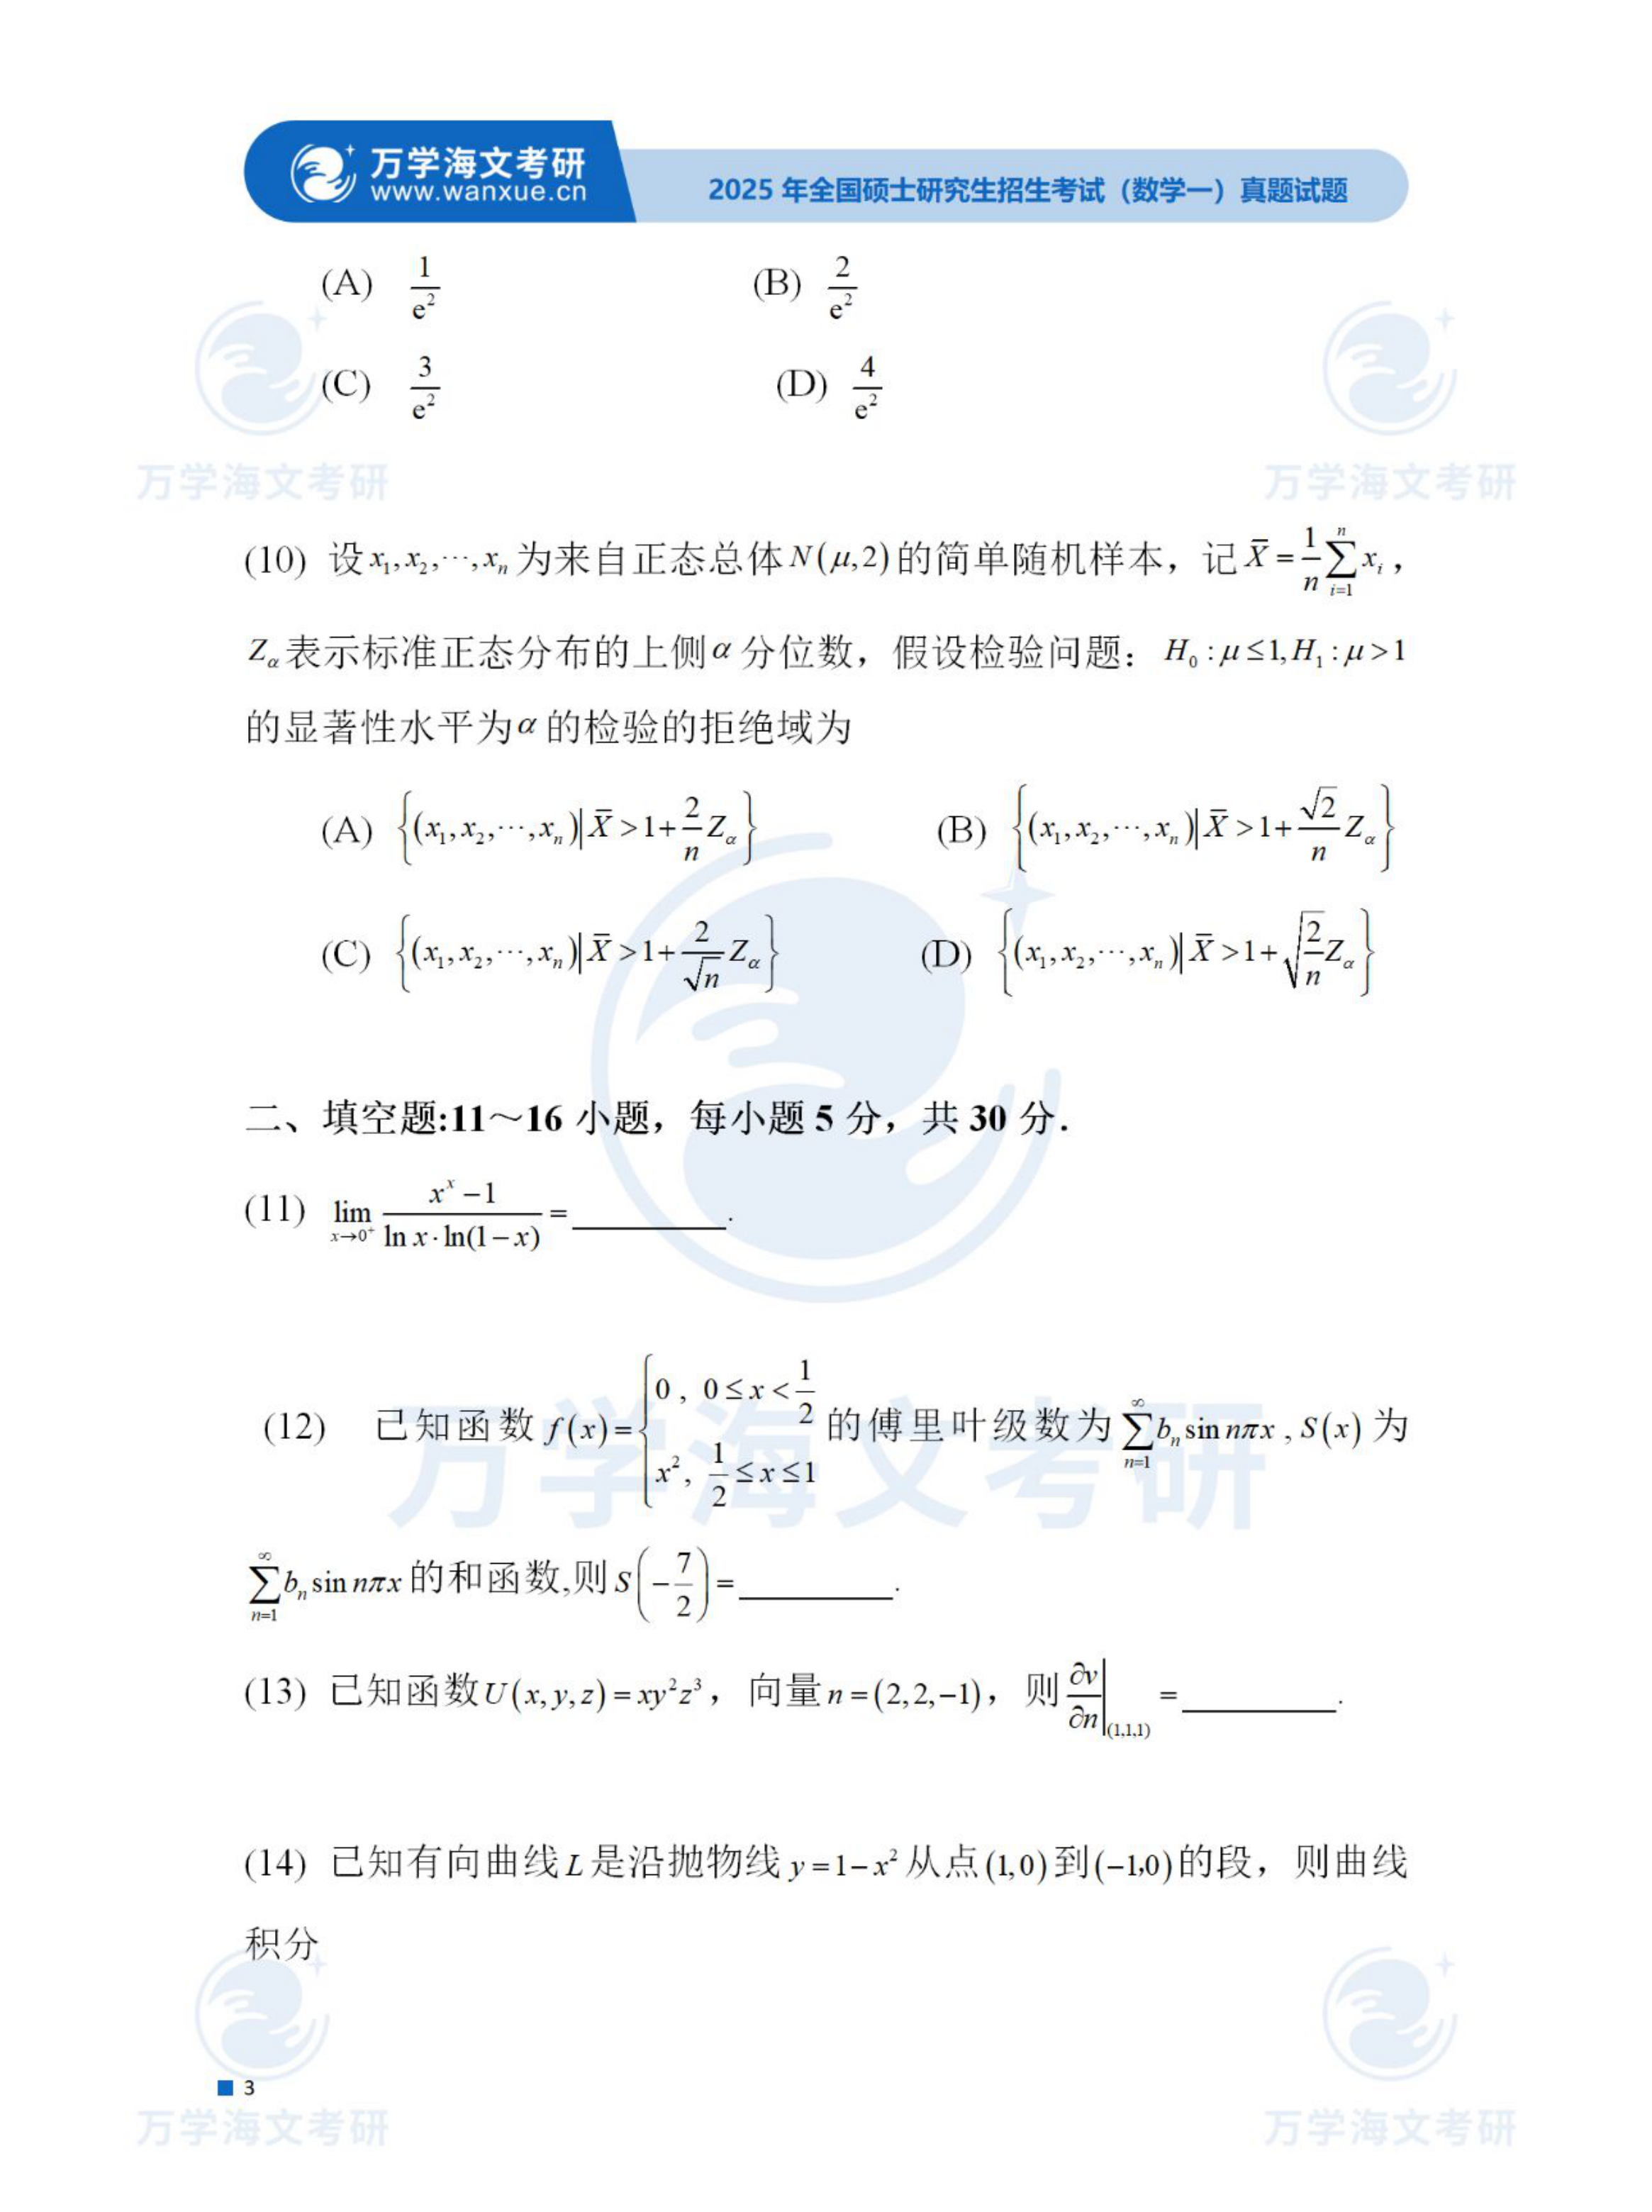 万学海文考研
www.wanxue.cn
2025 年全国硕士研究生招生考试（数学一）真题试题
(A) 1/e² (B) 2/e²
(C) 3/e² (D) 4/e²
万学海文考研 万学海文考研
(10) 设 x₁,x₂,⋯,xₙ 为来自正态总体 N(μ,2) 的简单随机样本，记 X̄ = 1/n ∑_{i=1}^{n} xᵢ，
Z_α 表示标准正态分布的上侧 α 分位数，假设检验问题：H₀:μ≤1,H₁:μ>1
的显著性水平为 α 的检验的拒绝域为
(A) {(x₁,x₂,⋯,xₙ)| X̄ >1+ 2/n Z_α} (B) {(x₁,x₂,⋯,xₙ)| X̄ >1+ √2/n Z_α}
(C) {(x₁,x₂,⋯,xₙ)| X̄ >1+ 2/√n Z_α} (D) {(x₁,x₂,⋯,xₙ)| X̄ >1+ √(2/n) Z_α}
二、填空题:11～16 小题，每小题 5 分，共 30 分.
(11) lim_{x→0⁺} (x^x −1)/(ln x · ln(1−x)) = ________.
万学海文考研
(12) 已知函数 f(x)= { 0 , 0≤x<1/2 ; x², 1/2≤x≤1 的傅里叶级数为 ∑_{n=1}^{∞} bₙ sin nπx , S(x) 为
∑_{n=1}^{∞} bₙ sin nπx 的和函数,则 S(−7/2) = ________.
(13) 已知函数 U(x,y,z)=xy²z³，向量 n=(2,2,−1)，则 ∂v/∂n|_(1,1,1) = ________.
(14) 已知有向曲线 L 是沿抛物线 y=1−x² 从点 (1,0) 到 (−1,0) 的段，则曲线
积分
3
万学海文考研 万学海文考研